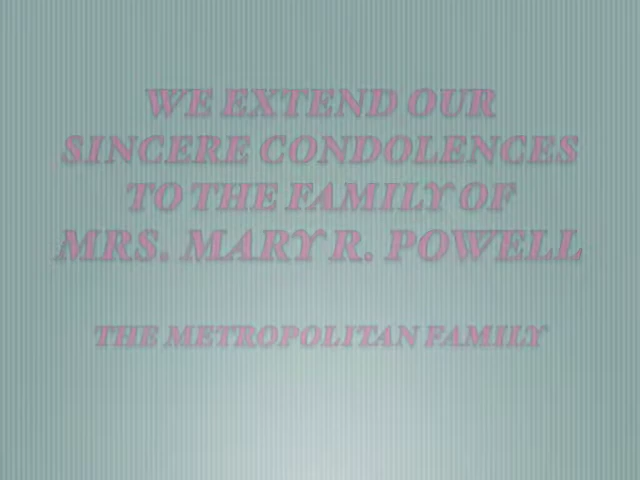 WE EXTEND OUR
SINCERE CONDOLENCES
TO THE FAMILY OF
MRS. MARY R. POWELL
THE METROPOLITAN FAMILY